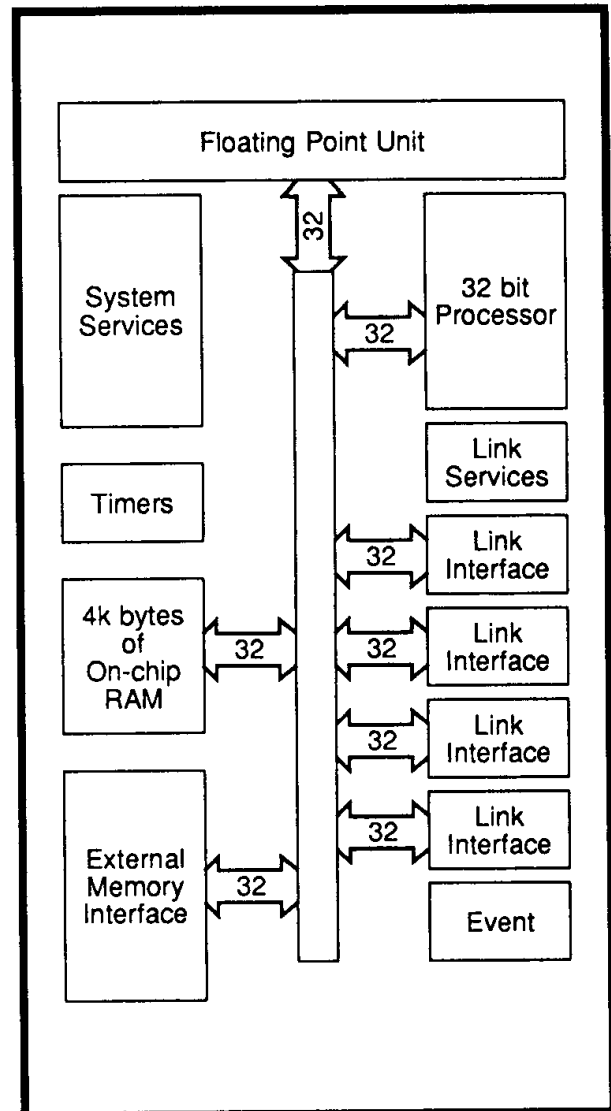 Floating Point Unit
32
System
Services
32 bit
Processor
32
Link
Services
Timers
32
Link
Interface
4k bytes
of
On-chip
RAM
32
32
Link
Interface
32
Link
Interface
External
Memory
Interface
32
32
Link
Interface
Event